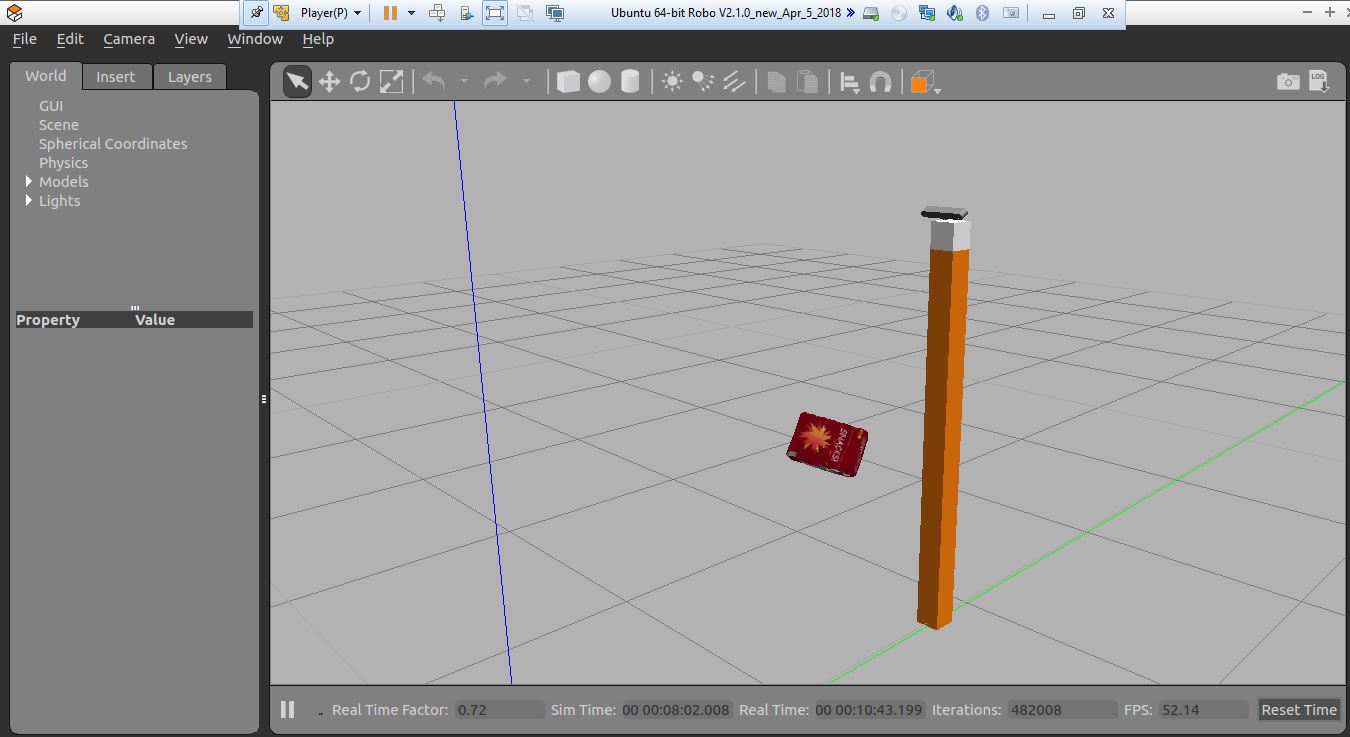 Player(P)
Ubuntu 64-bit Robo V2.1.0_new_Apr_5_2018
File Edit Camera View Window Help
World Insert Layers
LOG
GUI
Scene
Spherical Coordinates
Physics
Models
Lights
Property Value
SNACKS!
Real Time Factor: 0.72 Sim Time: 00 00:08:02.008 Real Time: 00 00:10:43.199 Iterations: 482008 FPS: 52.14 Reset Time